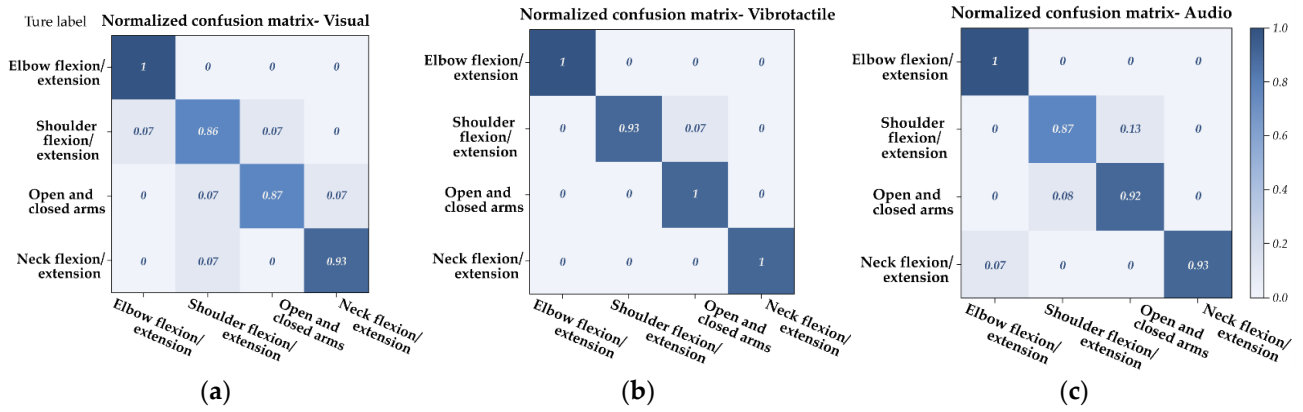 Ture label
Normalized confusion matrix- Visual
Elbow flexion/
extension
Shoulder
flexion/
extension
Open and
closed arms
Neck flexion/
extension
1 0 0 0
0.07 0.86 0.07 0
0 0.07 0.87 0.07
0 0.07 0 0.93
Elbow flexion/
extension
Shoulder flexion/
extension
Open and
closed arms
Neck flexion/
extension
(a)
Normalized confusion matrix- Vibrotactile
Elbow flexion/
extension
Shoulder
flexion/
extension
Open and
closed arms
Neck flexion/
extension
1 0 0 0
0 0.93 0.07 0
0 0 1 0
0 0 0 1
Elbow flexion/
extension
Shoulder flexion/
extension
Open and
closed arms
Neck flexion/
extension
(b)
Normalized confusion matrix- Audio
Elbow flexion/
extension
Shoulder
flexion/
extension
Open and
closed arms
Neck flexion/
extension
1 0 0 0
0 0.87 0.13 0
0 0.08 0.92 0
0.07 0 0 0.93
Elbow flexion/
extension
Shoulder flexion/
extension
Open and
closed arms
Neck flexion/
extension
1.0
0.8
0.6
0.4
0.2
0.0
(c)